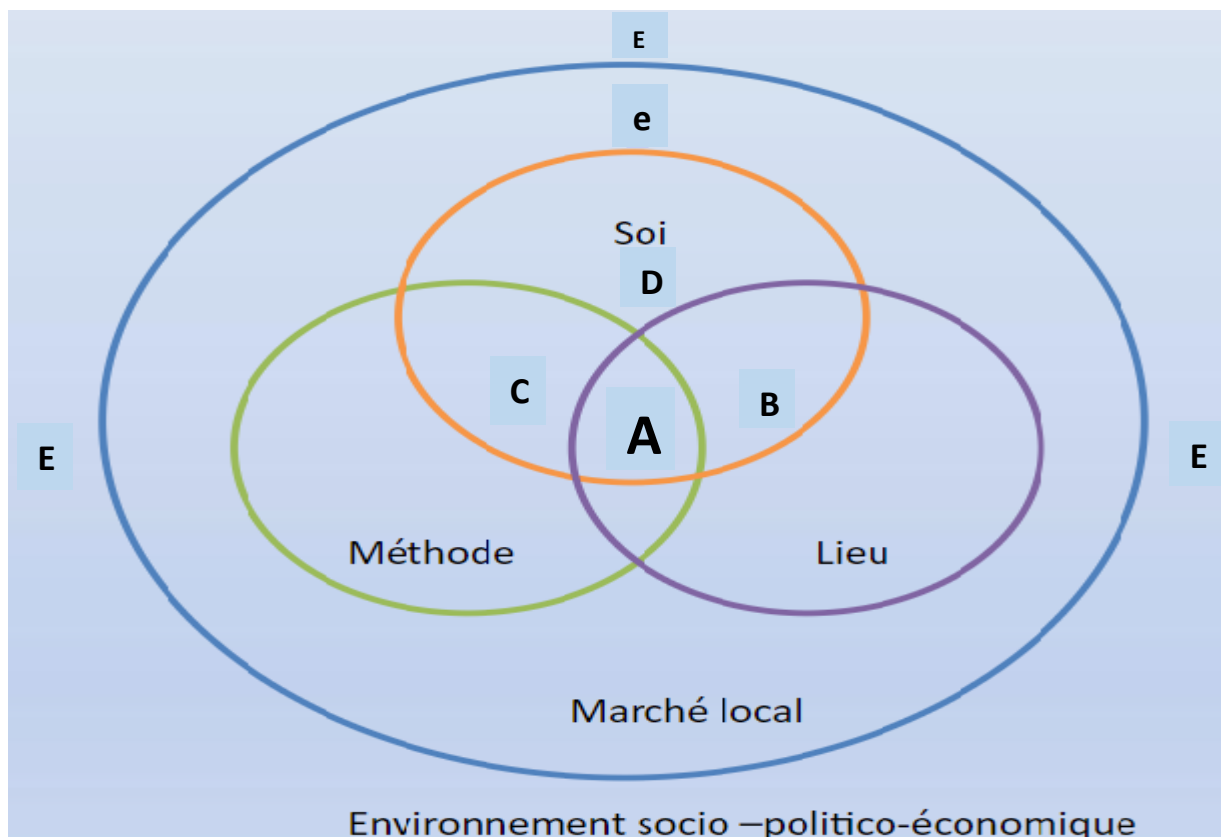 E
e
Soi
D
C
B
A
E
E
Méthode
Lieu
Marché local
Environnement socio –politico-économique